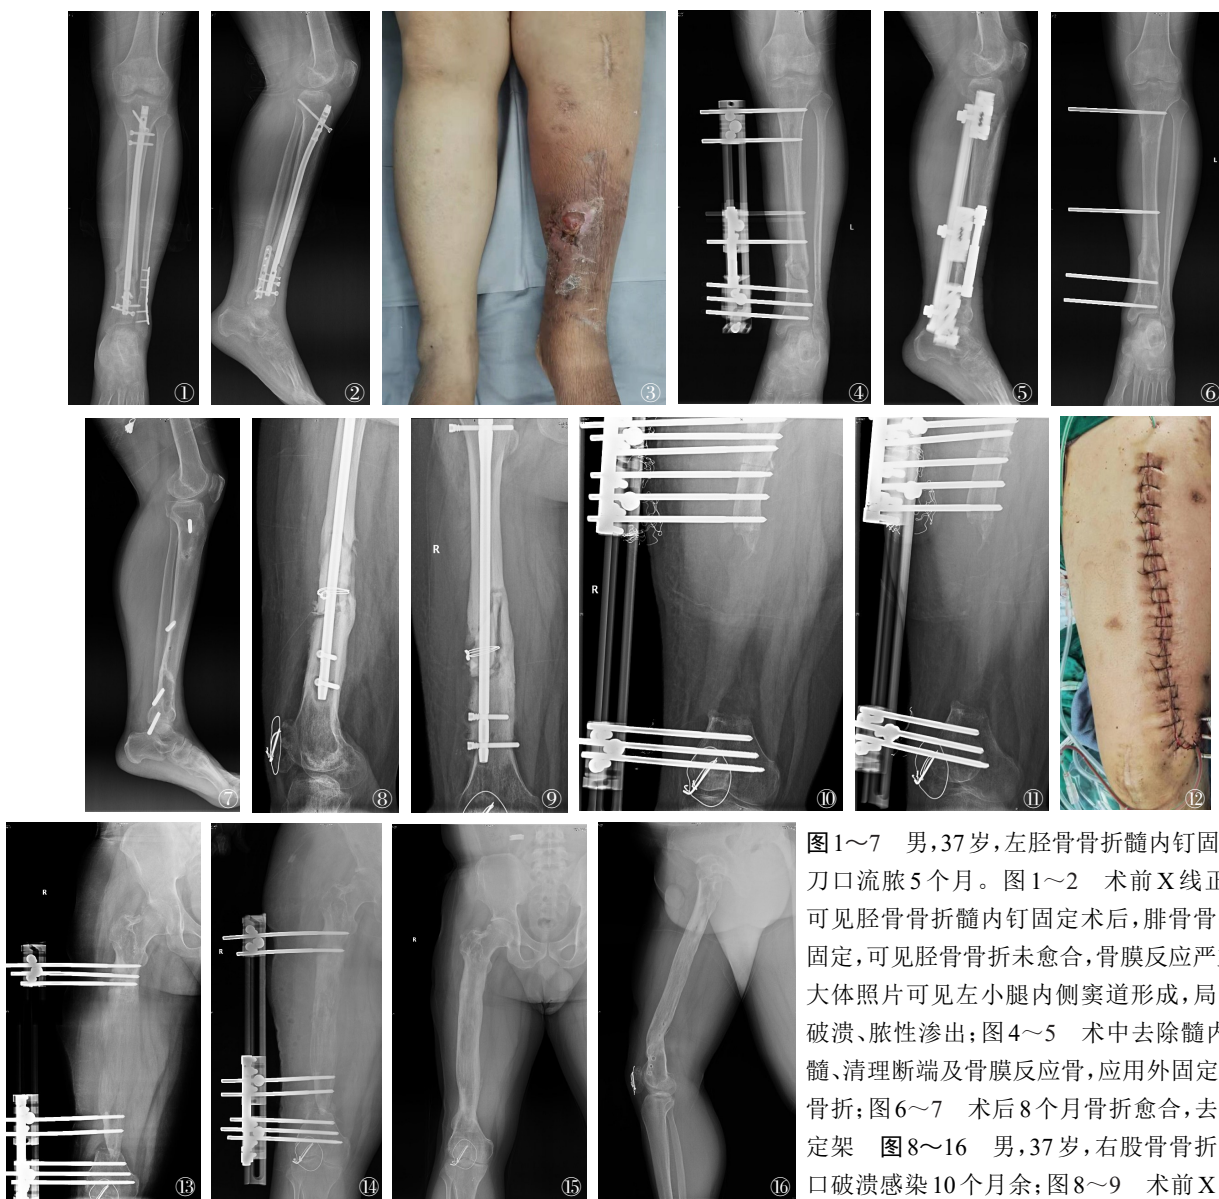 ①
②
③
④
L
⑤
⑥
L
⑦
⑧
R
⑨
R
⑩
⑪
⑫
R
⑬
R
⑭
R
⑮
⑯
图1～7 男,37岁,左胫骨骨折髓内钉固
刀口流脓5个月。图1～2 术前X线正
可见胫骨骨折髓内钉固定术后,腓骨骨
固定,可见胫骨骨折未愈合,骨膜反应严
大体照片可见左小腿内侧窦道形成,局
破溃、脓性渗出;图4～5 术中去除髓内
髓、清理断端及骨膜反应骨,应用外固定
骨折;图6～7 术后8个月骨折愈合,去
定架 图8～16 男,37岁,右股骨骨折
口破溃感染10个月余;图8～9 术前X